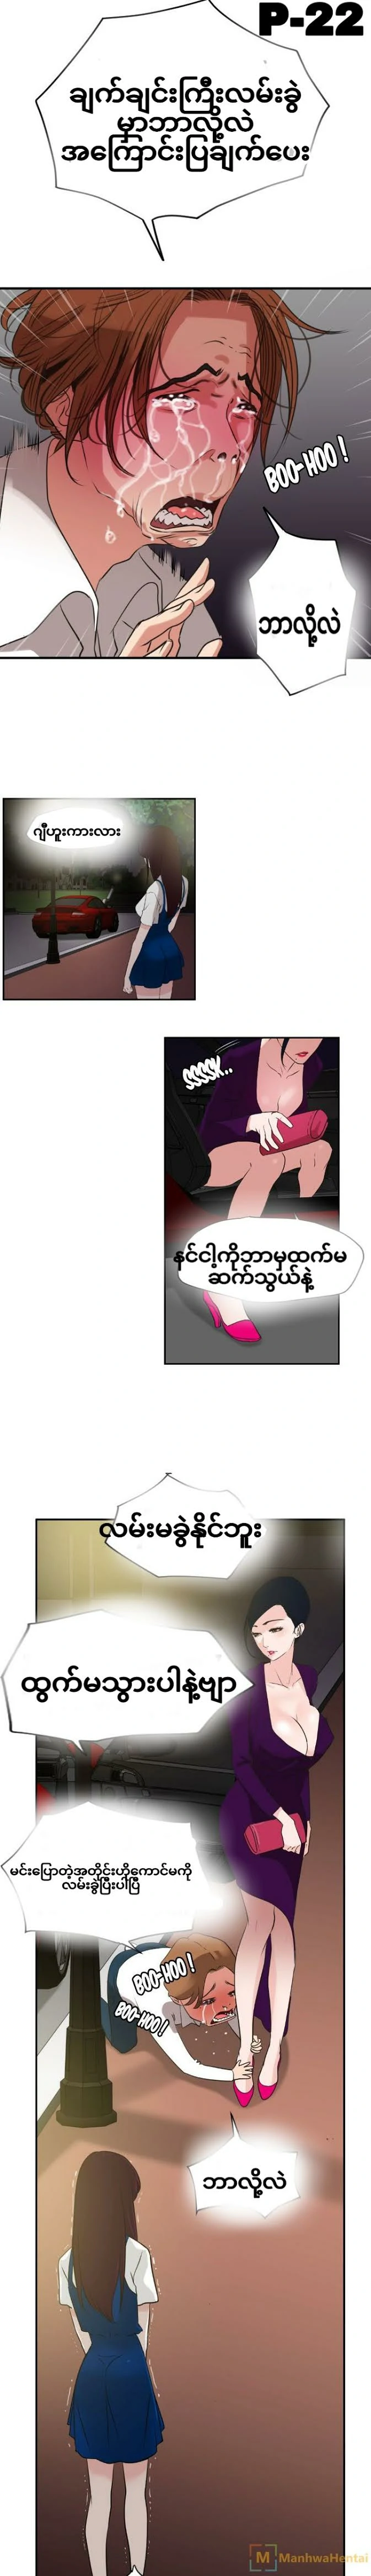 P-22
ချက်ချင်းကြီးလမ်းခွဲ
မှာဘာလို့လဲ
အကြောင်းပြချက်ပေး
BOO-HOO!
ဘာလို့လဲ
ဂျီဟူးကားလား
SSSSK..
နင်ငါ့ကိုဘာမှထက်မ
ဆက်သွယ်နဲ့
လမ်းမခွဲနိုင်ဘူး
ထွက်မသွားပါနဲ့ဗျာ
မင်းပြောတဲ့အတိုင်းဟိုကောင်မကို
လမ်းခွဲပြီးပါပြီ
BOO-HOO!
BOO-HOO!
ဘာလို့လဲ
M ManhwaHentai